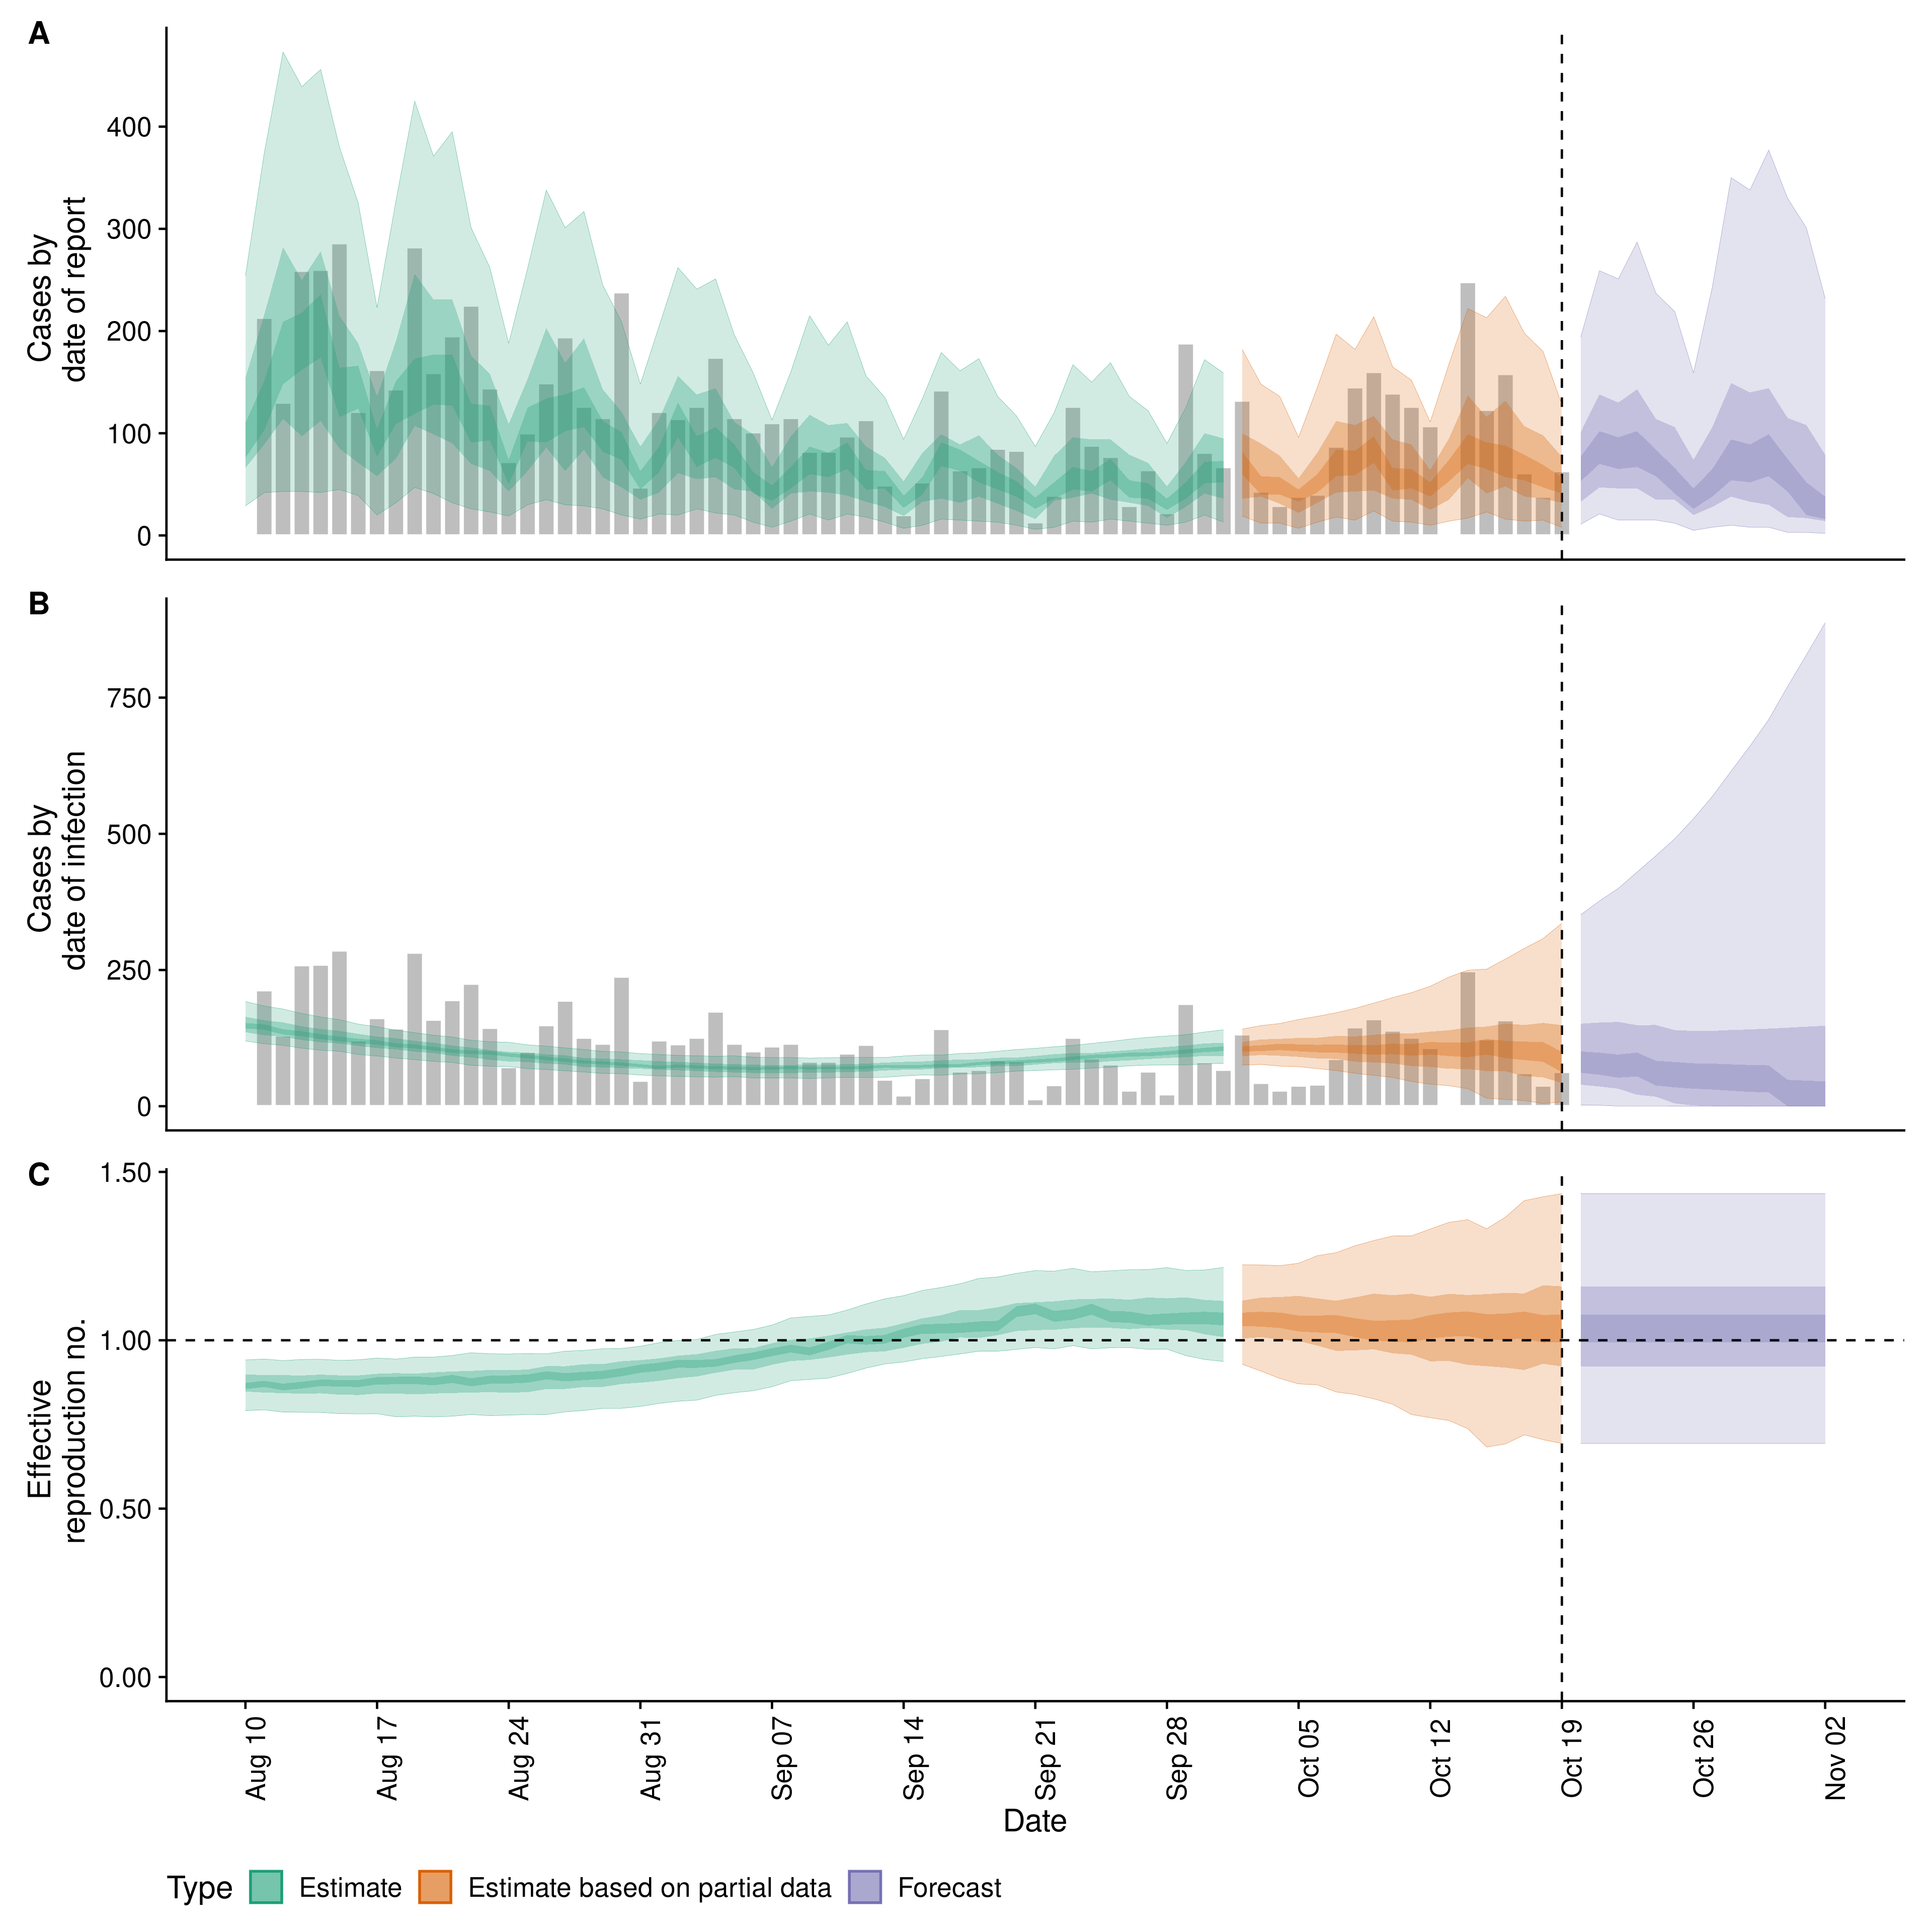 A
Cases by
date of report
400
300
200
100
0
B
Cases by
date of infection
750
500
250
0
C
Effective
reproduction no.
1.50
1.00
0.50
0.00
Aug 10
Aug 17
Aug 24
Aug 31
Sep 07
Sep 14
Sep 21
Sep 28
Oct 05
Oct 12
Oct 19
Oct 26
Nov 02
Date
Type Estimate Estimate based on partial data Forecast